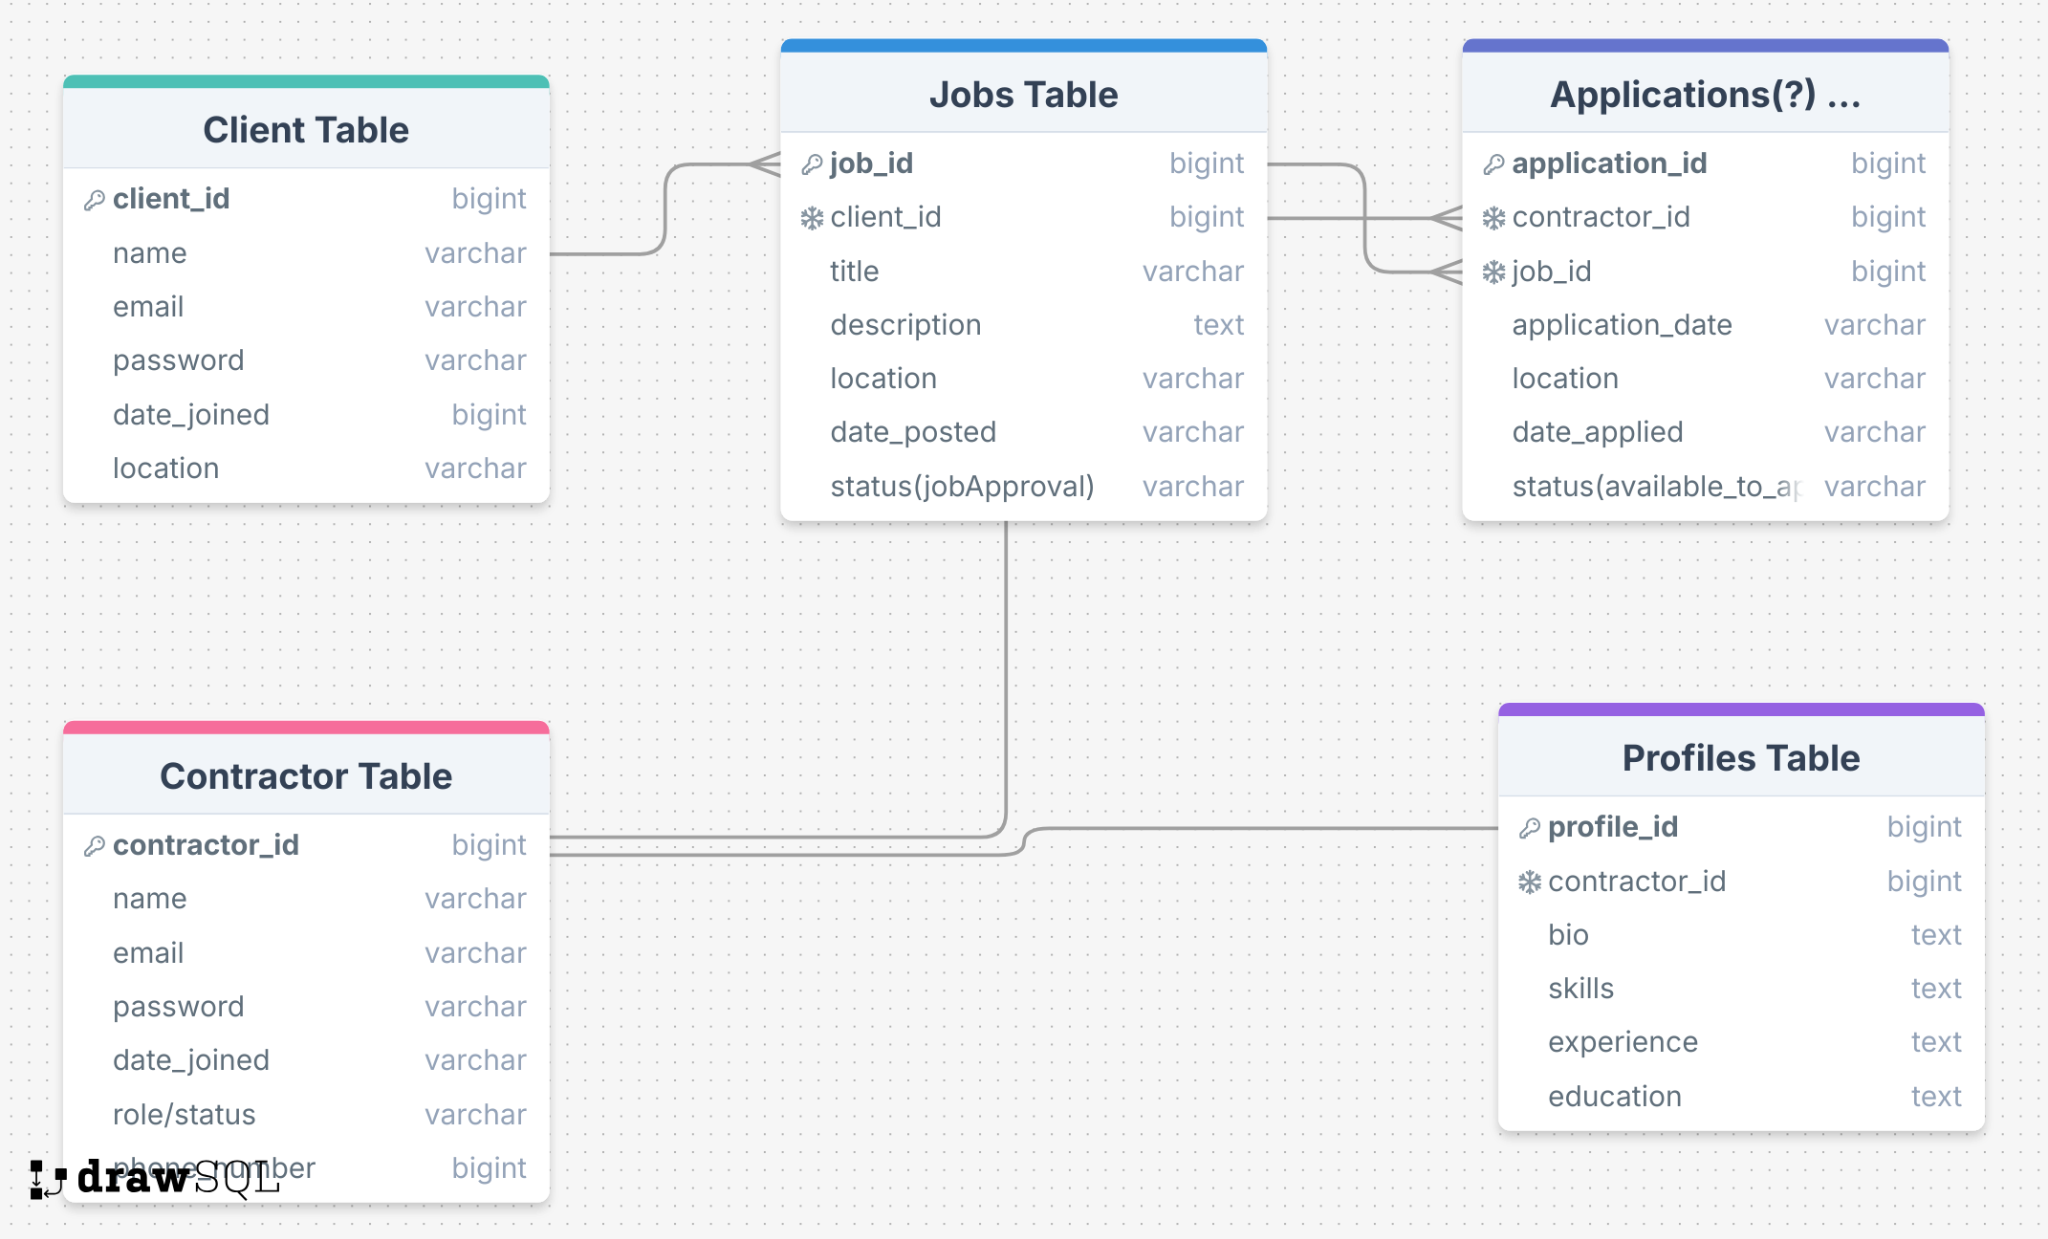 Client Table
client_id bigint
name varchar
email varchar
password varchar
date_joined bigint
location varchar
Jobs Table
job_id bigint
client_id bigint
title varchar
description text
location varchar
date_posted varchar
status(jobApproval) varchar
Applications(?) ...
application_id bigint
contractor_id bigint
job_id bigint
application_date varchar
location varchar
date_applied varchar
status(available_to_ap varchar
Contractor Table
contractor_id bigint
name varchar
email varchar
password varchar
date_joined varchar
role/status varchar
phone_number bigint
drawSQL
Profiles Table
profile_id bigint
contractor_id bigint
bio text
skills text
experience text
education text